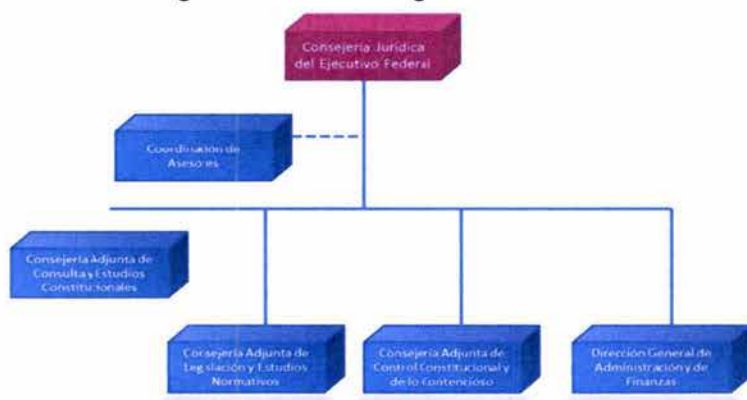 Consejería Jurídica
del Ejecutivo Federal
Coordinación de
Asesores
Consejería Adjunta de
Consulta y Estudios
Constitucionales
Consejería Adjunta de
Legislación y Estudios
Normativos
Consejería Adjunta de
Control Constitucional y
de lo Contencioso
Dirección General de
Administración y de
Finanzas